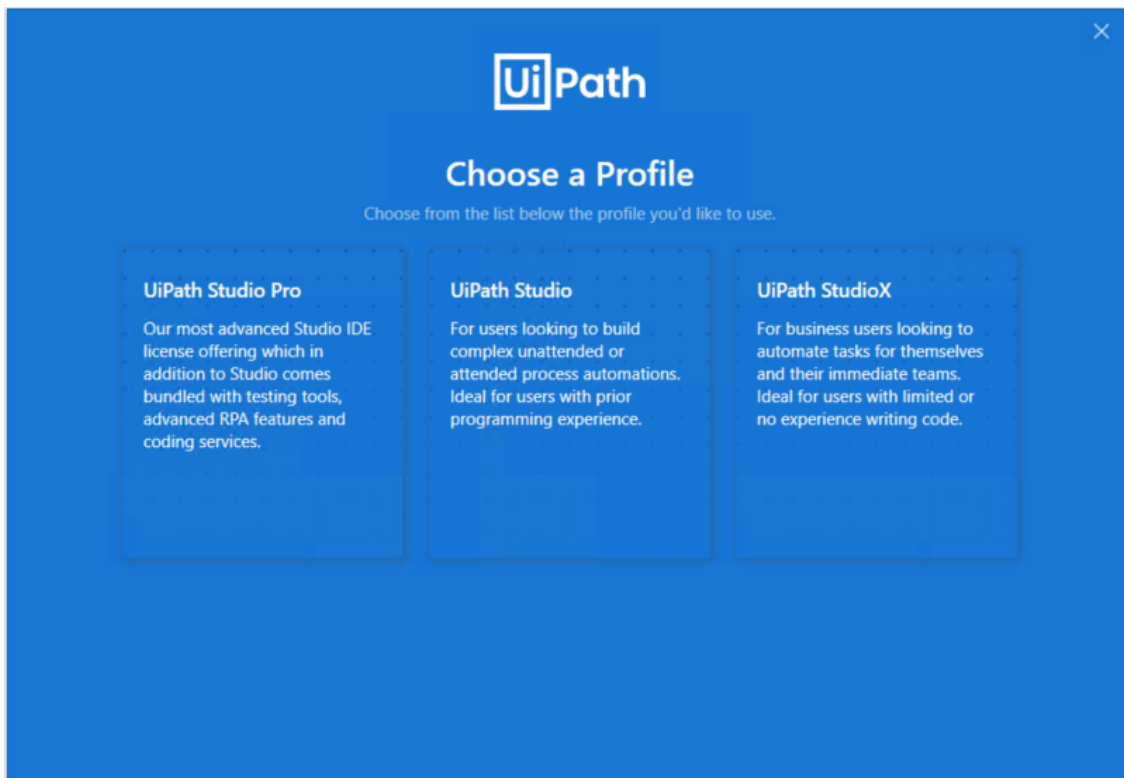 UiPath
Choose a Profile
Choose from the list below the profile you'd like to use.
UiPath Studio Pro
Our most advanced Studio IDE
license offering which in
addition to Studio comes
bundled with testing tools,
advanced RPA features and
coding services.
UiPath Studio
For users looking to build
complex unattended or
attended process automations.
Ideal for users with prior
programming experience.
UiPath StudioX
For business users looking to
automate tasks for themselves
and their immediate teams.
Ideal for users with limited or
no experience writing code.